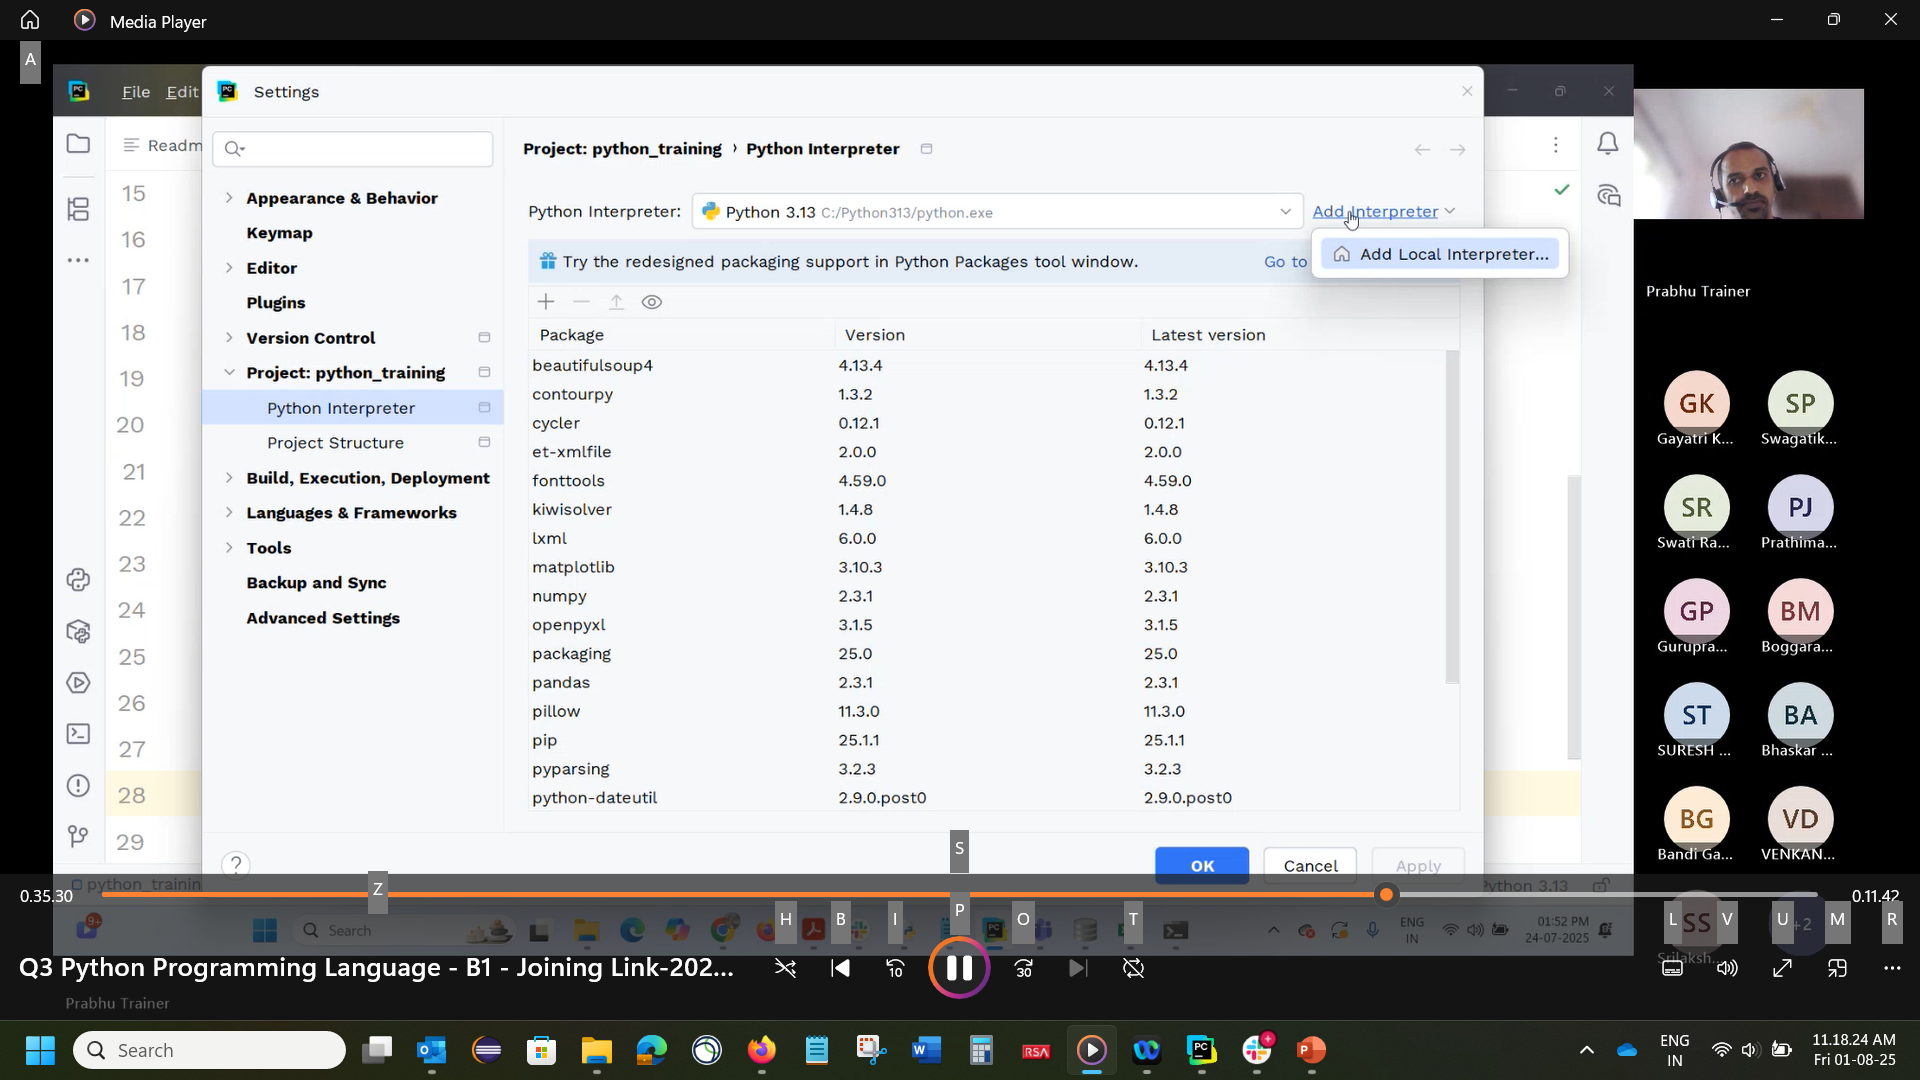 Media Player
A
PC
File Edit
PC Settings
Readm
Project: python_training › Python Interpreter
Python Interpreter: Python 3.13 C:/Python313/python.exe
Add Interpreter
Add Local Interpreter...
Try the redesigned packaging support in Python Packages tool window.
Go to
Appearance & Behavior
Keymap
Editor
Plugins
Version Control
Project: python_training
Python Interpreter
Project Structure
Build, Execution, Deployment
Languages & Frameworks
Tools
Backup and Sync
Advanced Settings
15
16
17
18
19
20
21
22
23
24
25
26
27
28
29
Package Version Latest version
beautifulsoup4 4.13.4 4.13.4
contourpy 1.3.2 1.3.2
cycler 0.12.1 0.12.1
et-xmlfile 2.0.0 2.0.0
fonttools 4.59.0 4.59.0
kiwisolver 1.4.8 1.4.8
lxml 6.0.0 6.0.0
matplotlib 3.10.3 3.10.3
numpy 2.3.1 2.3.1
openpyxl 3.1.5 3.1.5
packaging 25.0 25.0
pandas 2.3.1 2.3.1
pillow 11.3.0 11.3.0
pip 25.1.1 25.1.1
pyparsing 3.2.3 3.2.3
python-dateutil 2.9.0.post0 2.9.0.post0
?
OK Cancel Apply
Prabhu Trainer
GK SP
Gayatri K... Swagatik...
SR PJ
Swati Ra... Prathima...
GP BM
Gurupra... Boggara...
ST BA
SURESH ... Bhaskar ...
BG VD
Bandi Ga... VENKAN...
SS +2
Srilaksh...
python_trainin
Python 3.13
0.35.30
0.11.42
Z S
H B I P O T L V U M R
9+
Search
ENG
IN
01:52 PM
24-07-2025
Q3 Python Programming Language - B1 - Joining Link-202...
10 30
Prabhu Trainer
Search
RSA
PC
ENG
IN
11.18.24 AM
Fri 01-08-25